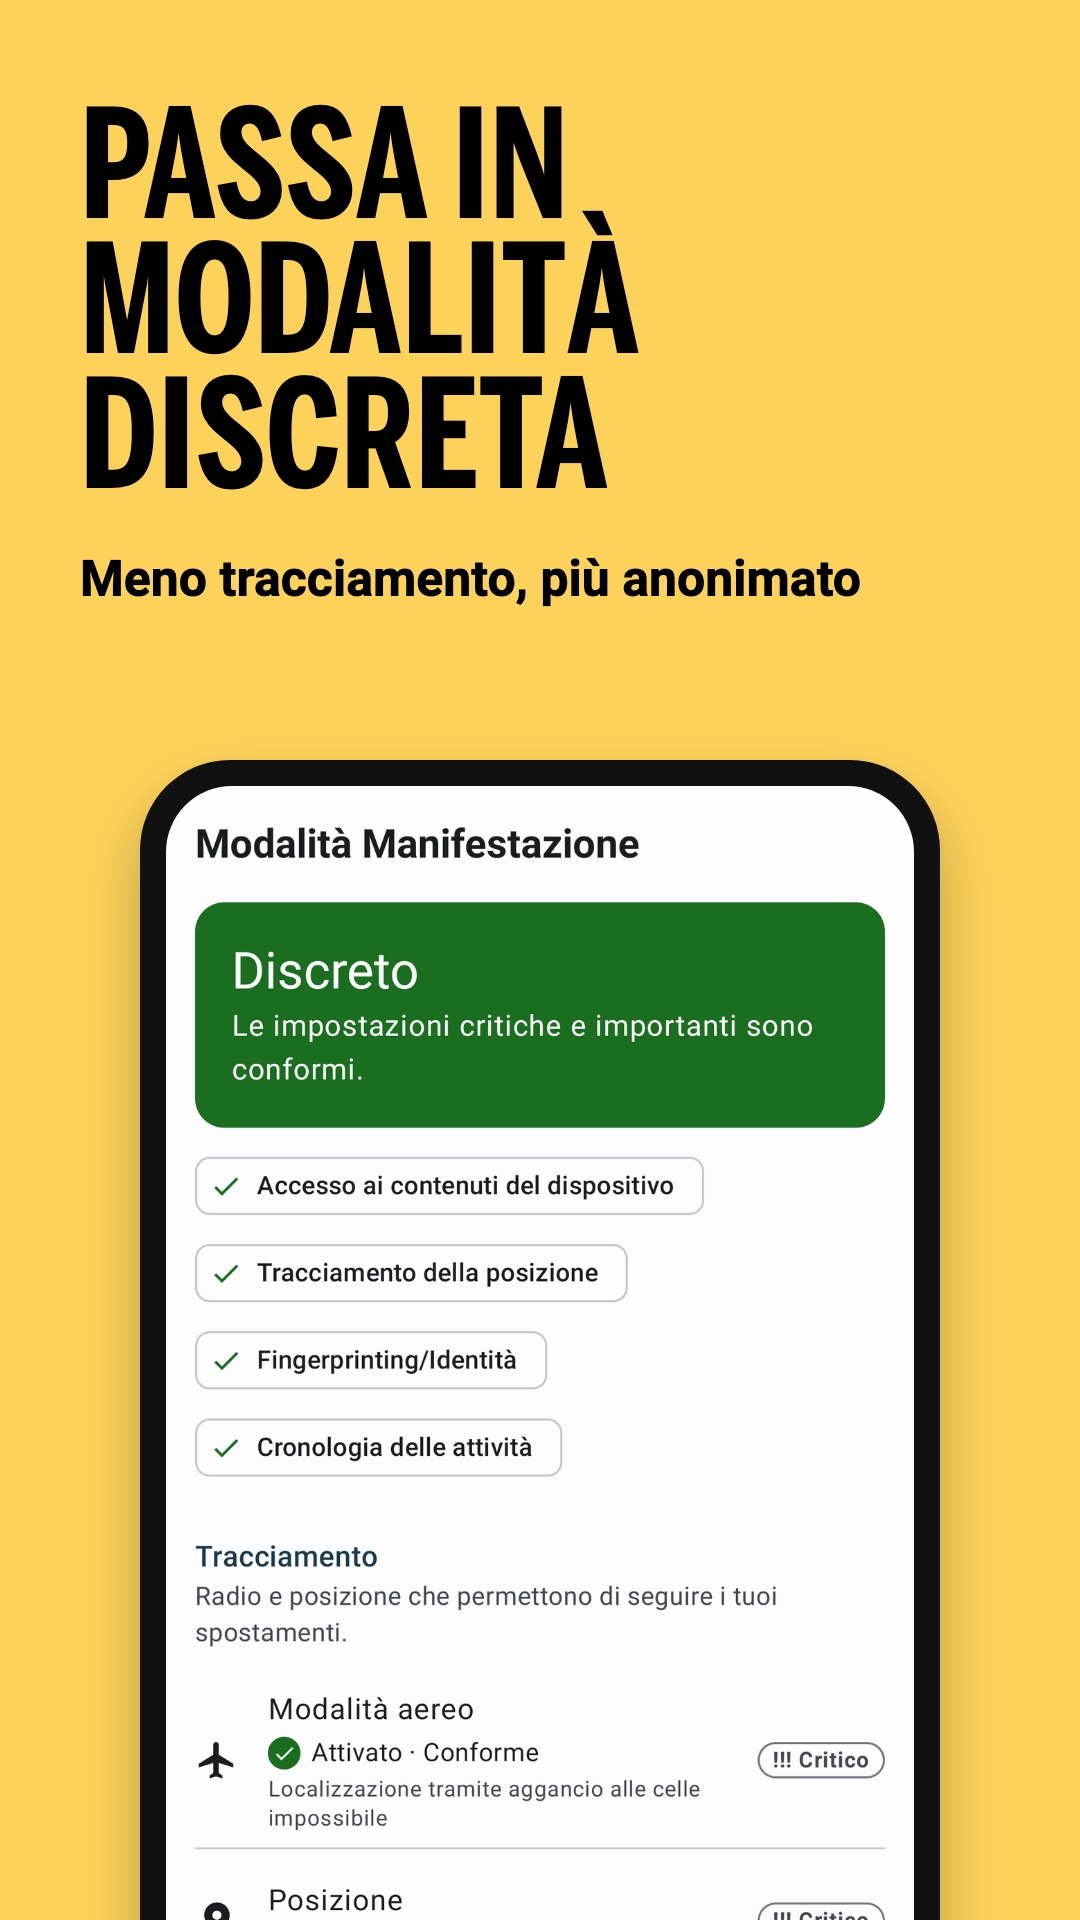 PASSA IN
MODALITÀ
DISCRETA
Meno tracciamento, più anonimato
Modalità Manifestazione
Discreto
Le impostazioni critiche e importanti sono
conformi.
Accesso ai contenuti del dispositivo
Tracciamento della posizione
Fingerprinting/Identità
Cronologia delle attività
Tracciamento
Radio e posizione che permettono di seguire i tuoi
spostamenti.
Modalità aereo
Attivato · Conforme
!!! Critico
Localizzazione tramite aggancio alle celle
impossibile
Posizione
!!! Critico